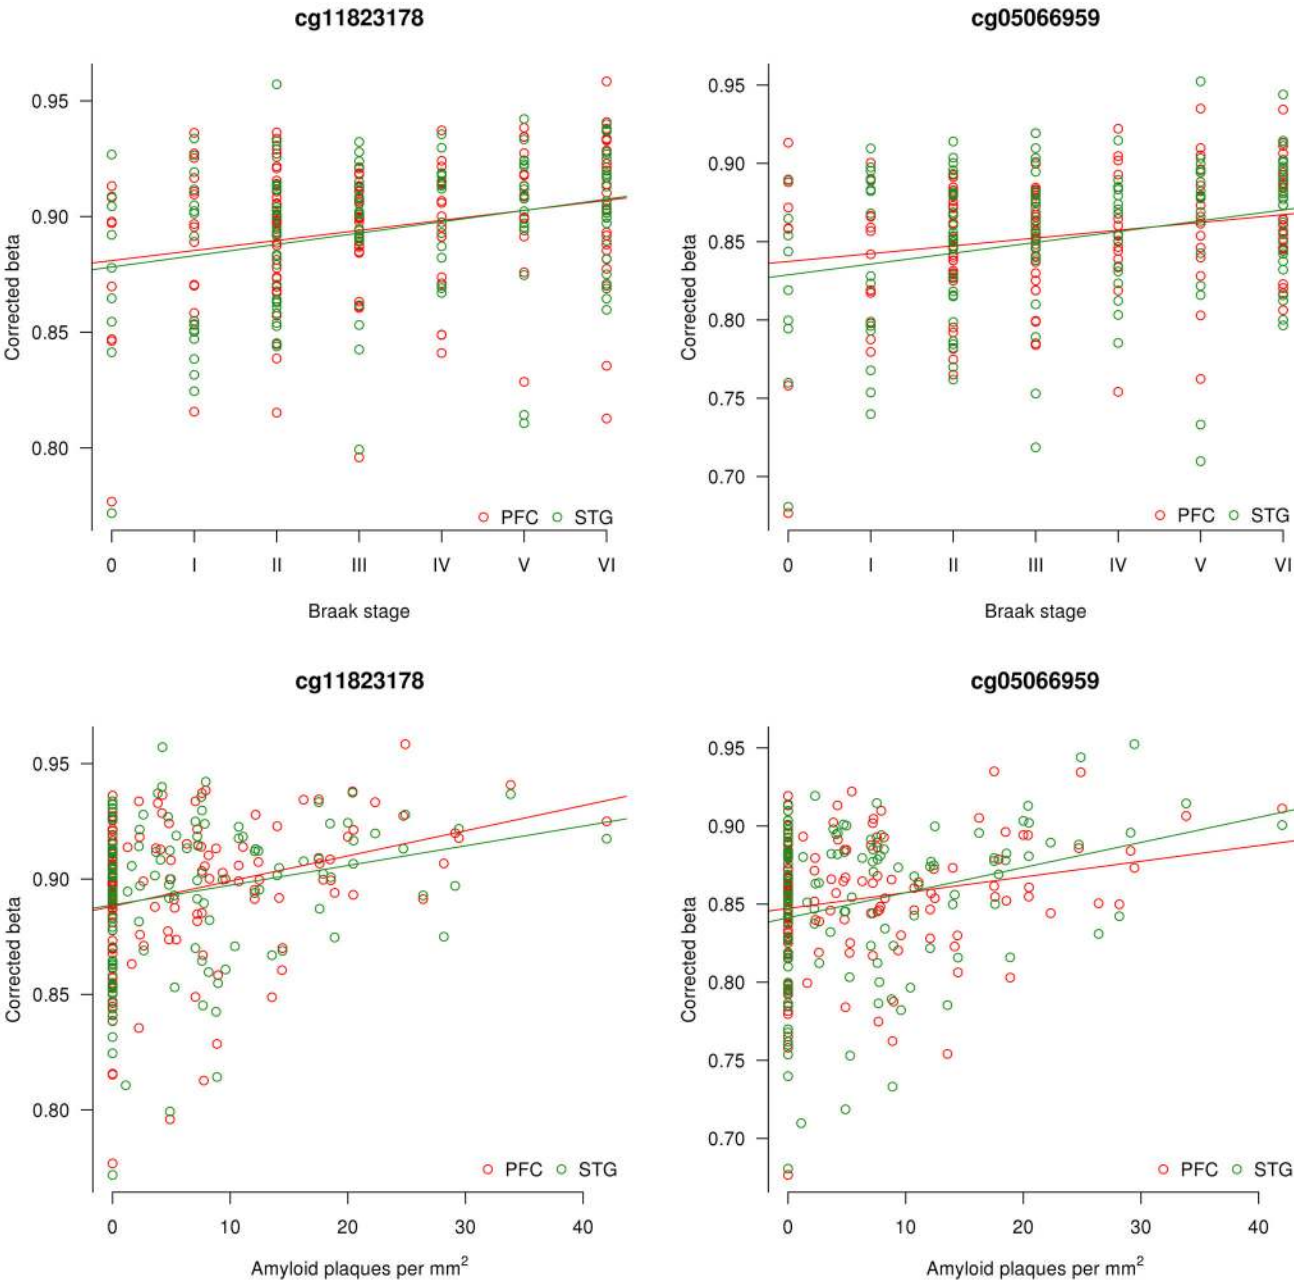 cg11823178
cg05066959
Corrected beta
0.95
0.90
0.85
0.80
PFC STG
0 I II III IV V VI
Braak stage
Corrected beta
0.95
0.90
0.85
0.80
0.75
0.70
PFC STG
0 I II III IV V VI
Braak stage
cg11823178
cg05066959
Corrected beta
0.95
0.90
0.85
0.80
PFC STG
0 10 20 30 40
Amyloid plaques per mm²
Corrected beta
0.95
0.90
0.85
0.80
0.75
0.70
PFC STG
0 10 20 30 40
Amyloid plaques per mm²